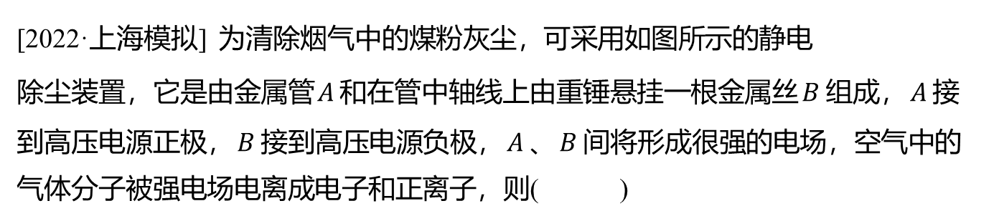 [2022·上海模拟] 为清除烟气中的煤粉灰尘，可采用如图所示的静电
除尘装置，它是由金属管A和在管中轴线上由重锤悬挂一根金属丝B组成，A接
到高压电源正极，B接到高压电源负极，A、B间将形成很强的电场，空气中的
气体分子被强电场电离成电子和正离子，则(    )